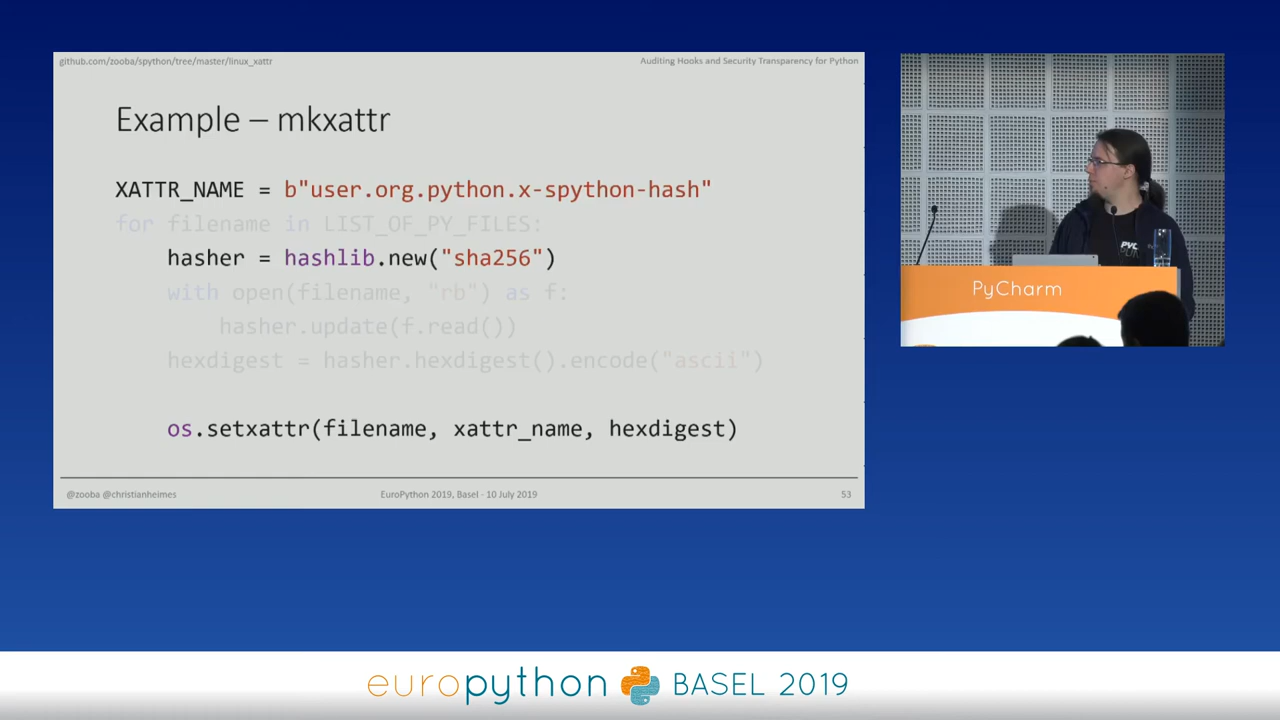 github.com/zooba/spython/tree/master/linux_xattr
Auditing Hooks and Security Transparency for Python
Example – mkxattr
XATTR_NAME = b"user.org.python.x-spython-hash"
for filename in LIST_OF_PY_FILES:
hasher = hashlib.new("sha256")
with open(filename, "rb") as f:
hasher.update(f.read())
hexdigest = hasher.hexdigest().encode("ascii")
os.setxattr(filename, xattr_name, hexdigest)
@zooba @christianheimes
EuroPython 2019, Basel - 10 July 2019
53
PyCharm
europython BASEL 2019